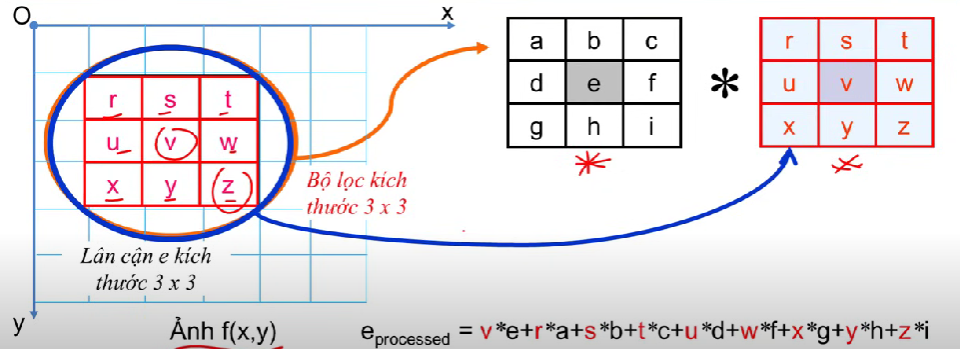 O
x
a b c
r s t
d e f
*
u v w
g h i
x y z
r s t
u v w
x y z
Bộ lọc kích
thước 3 x 3
Lân cận e kích
thước 3 x 3
y
Ảnh f(x,y)
e processed = v*e+r*a+s*b+t*c+u*d+w*f+x*g+y*h+z*i